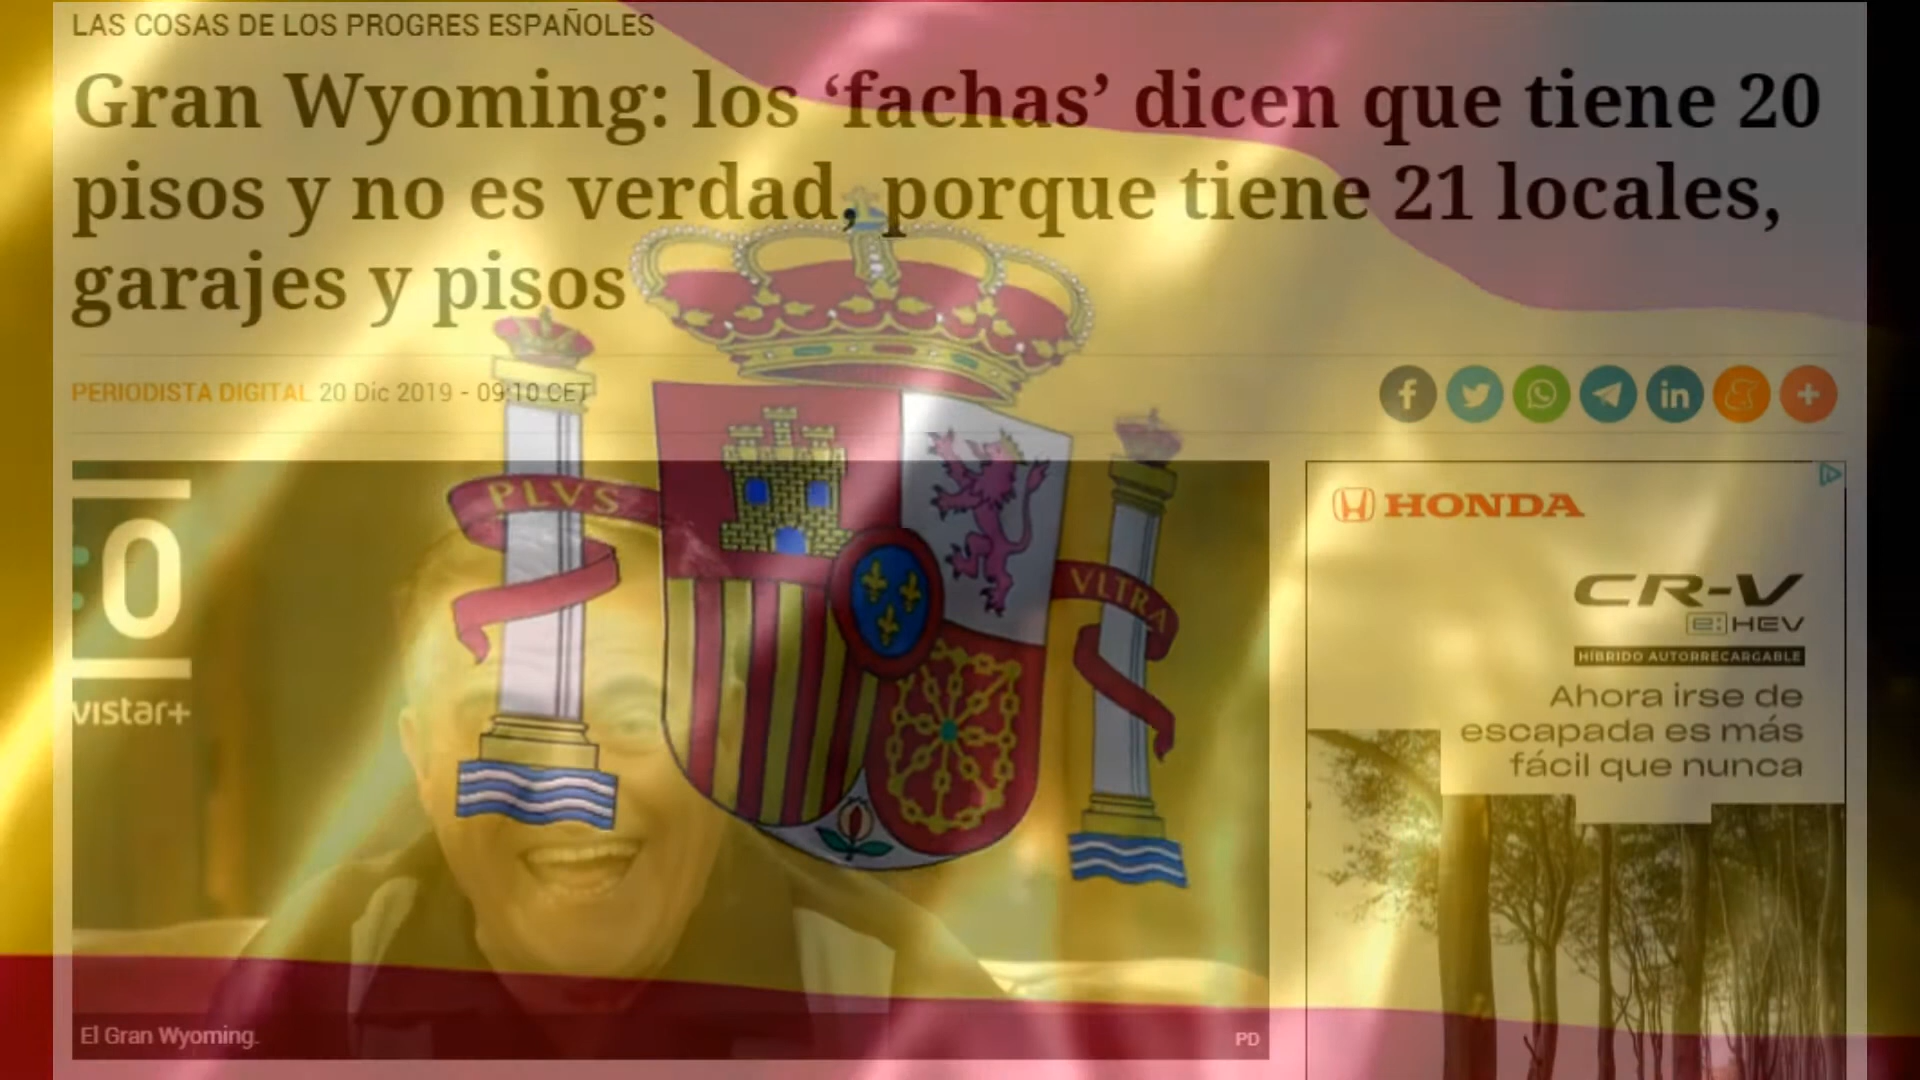 LAS COSAS DE LOS PROGRES ESPAÑOLES
Gran Wyoming: los ‘fachas’ dicen que tiene 20
pisos y no es verdad, porque tiene 21 locales,
garajes y pisos
PERIODISTA DIGITAL 20 Dic 2019 - 09:10 CET
PLVS
VLTRA
0
vistar+
HONDA
CR-V
e:HEV
HÍBRIDO AUTORRECARGABLE
Ahora irse de
escapada es más
fácil que nunca
El Gran Wyoming.
PD